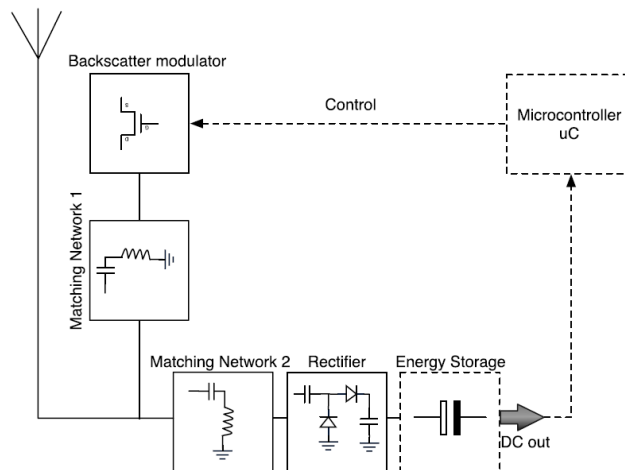 Backscatter modulator
S
G
D
Control
Microcontroller
uC
Matching Network 1
Matching Network 2
Rectifier
Energy Storage
DC out